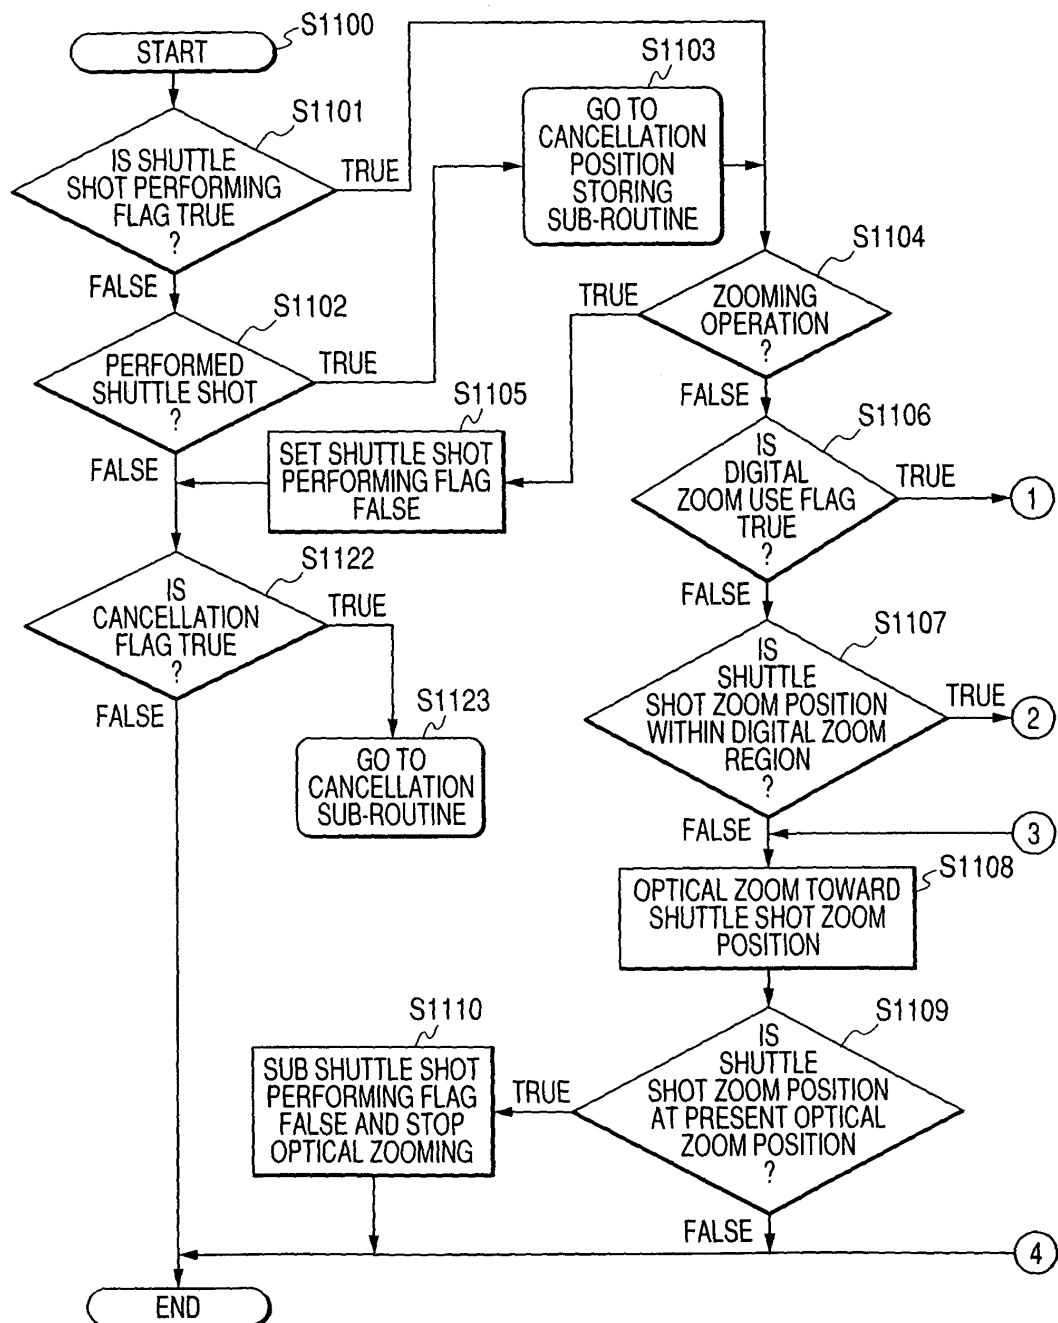 START
S1100
S1101
IS SHUTTLE
SHOT PERFORMING
FLAG TRUE
?
TRUE
FALSE
S1102
PERFORMED
SHUTTLE SHOT
?
TRUE
FALSE
S1103
GO TO
CANCELLATION
POSITION
STORING
SUB-ROUTINE
S1104
ZOOMING
OPERATION
?
TRUE
FALSE
S1105
SET SHUTTLE SHOT
PERFORMING FLAG
FALSE
S1106
IS
DIGITAL
ZOOM USE FLAG
TRUE
?
TRUE
1
FALSE
S1122
IS
CANCELLATION
FLAG TRUE
?
TRUE
FALSE
S1123
GO TO
CANCELLATION
SUB-ROUTINE
S1107
IS
SHUTTLE
SHOT ZOOM POSITION
WITHIN DIGITAL ZOOM
REGION
?
TRUE
2
FALSE
3
S1108
OPTICAL ZOOM TOWARD
SHUTTLE SHOT ZOOM
POSITION
S1109
IS
SHUTTLE
SHOT ZOOM POSITION
AT PRESENT OPTICAL
ZOOM POSITION
?
TRUE
FALSE
S1110
SUB SHUTTLE SHOT
PERFORMING FLAG
FALSE AND STOP
OPTICAL ZOOMING
4
END